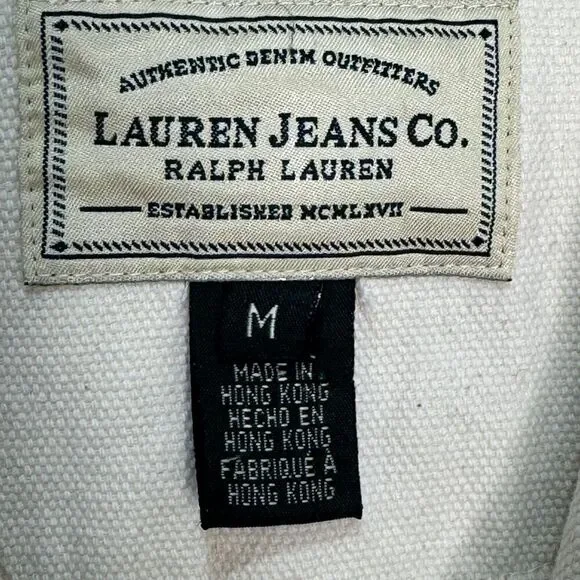 AUTHENTIC DENIM OUTFITTERS
LAUREN JEANS CO.
RALPH LAUREN
ESTABLISHED MCMLXVII
M
MADE IN
HONG KONG
HECHO EN
HONG KONG
FABRIQUÉ À
HONG KONG